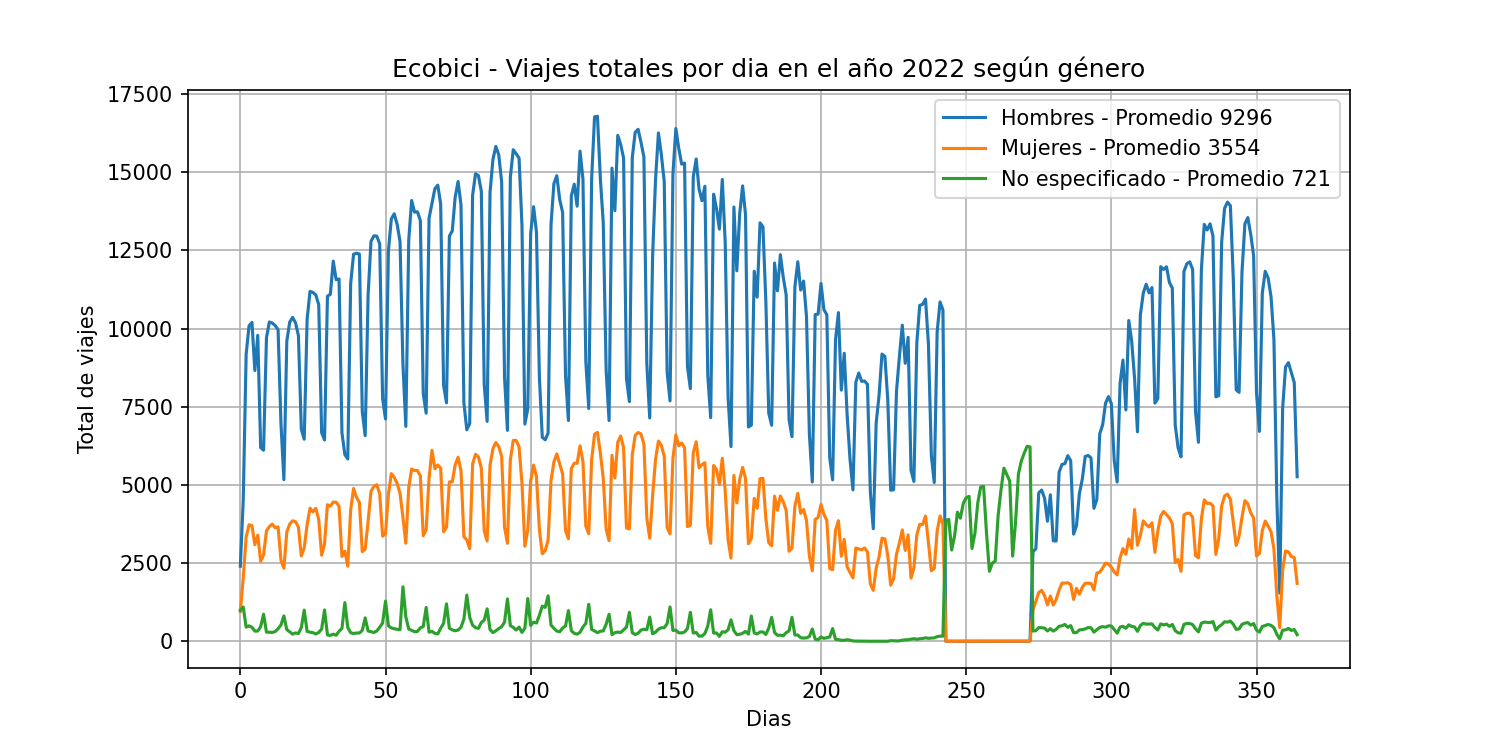 Ecobici - Viajes totales por dia en el año 2022 según género
Total de viajes
17500
15000
12500
10000
7500
5000
2500
0
Hombres - Promedio 9296
Mujeres - Promedio 3554
No especificado - Promedio 721
0 50 100 150 200 250 300 350
Dias